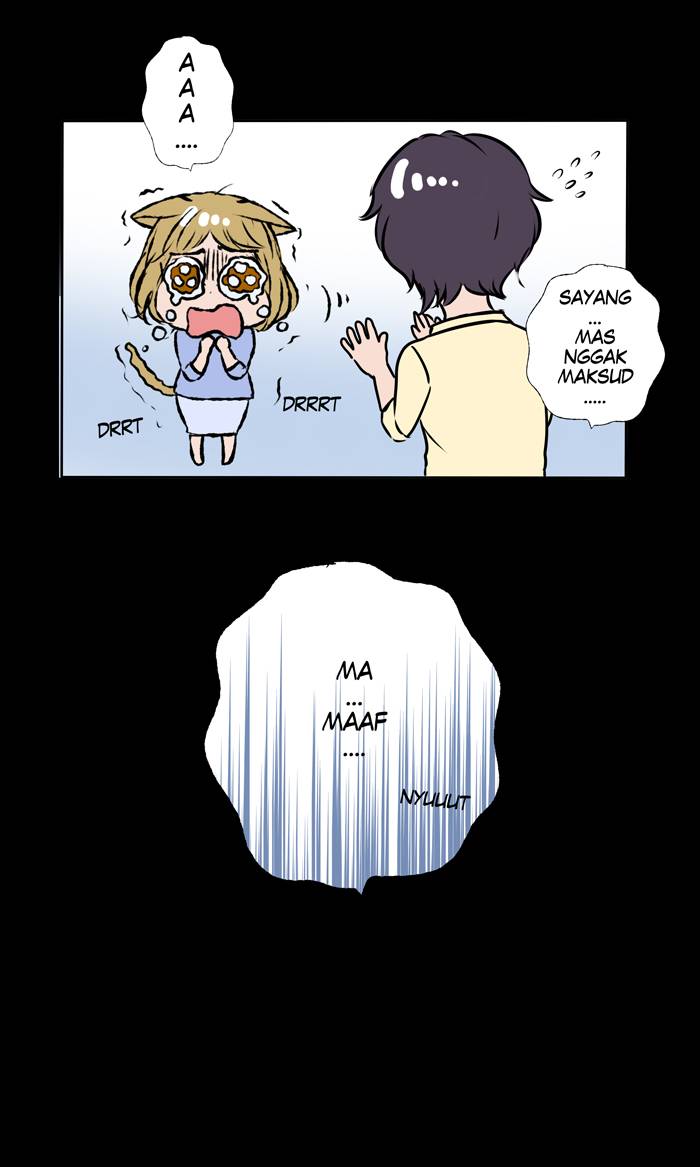 A
A
A
....
SAYANG
...
MAS
NGGAK
MAKSUD
.....
DRRT
DRRRT
MA
...
MAAF
....
NYUUUT